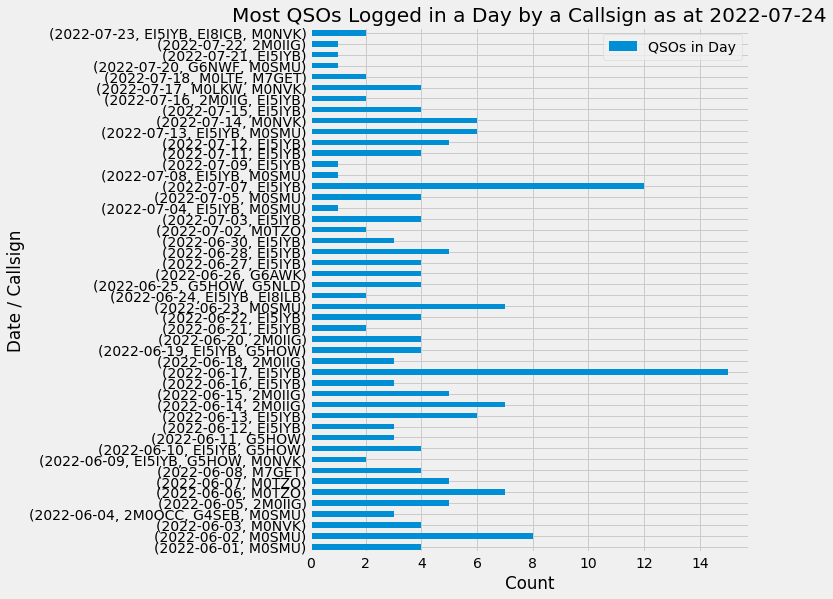 Most QSOs Logged in a Day by a Callsign as at 2022-07-24
QSOs in Day
Date / Callsign
(2022-07-23, EI5IYB, EI8ICB, M0NVK)
(2022-07-22, 2M0IIG)
(2022-07-21, EI5IYB)
(2022-07-20, G6NWF, M0SMU)
(2022-07-18, M0LTE, M7GET)
(2022-07-17, M0LKW, M0NVK)
(2022-07-16, 2M0IIG, EI5IYB)
(2022-07-15, EI5IYB)
(2022-07-14, M0NVK)
(2022-07-13, EI5IYB, M0SMU)
(2022-07-12, EI5IYB)
(2022-07-11, EI5IYB)
(2022-07-09, EI5IYB)
(2022-07-08, EI5IYB, M0SMU)
(2022-07-07, EI5IYB)
(2022-07-05, M0SMU)
(2022-07-04, EI5IYB, M0SMU)
(2022-07-03, EI5IYB)
(2022-07-02, M0TZO)
(2022-06-30, EI5IYB)
(2022-06-28, EI5IYB)
(2022-06-27, EI5IYB)
(2022-06-26, G6AWK)
(2022-06-25, G5HOW, G5NLD)
(2022-06-24, EI5IYB, EI8ILB)
(2022-06-23, M0SMU)
(2022-06-22, EI5IYB)
(2022-06-21, EI5IYB)
(2022-06-20, 2M0IIG)
(2022-06-19, EI5IYB, G5HOW)
(2022-06-18, 2M0IIG)
(2022-06-17, EI5IYB)
(2022-06-16, EI5IYB)
(2022-06-15, 2M0IIG)
(2022-06-14, 2M0IIG)
(2022-06-13, EI5IYB)
(2022-06-12, EI5IYB)
(2022-06-11, G5HOW)
(2022-06-10, EI5IYB, G5HOW)
(2022-06-09, EI5IYB, G5HOW, M0NVK)
(2022-06-08, M7GET)
(2022-06-07, M0TZO)
(2022-06-06, M0TZO)
(2022-06-05, 2M0IIG)
(2022-06-04, 2M0OCC, G4SEB, M0SMU)
(2022-06-03, M0NVK)
(2022-06-02, M0SMU)
(2022-06-01, M0SMU)
0 2 4 6 8 10 12 14
Count